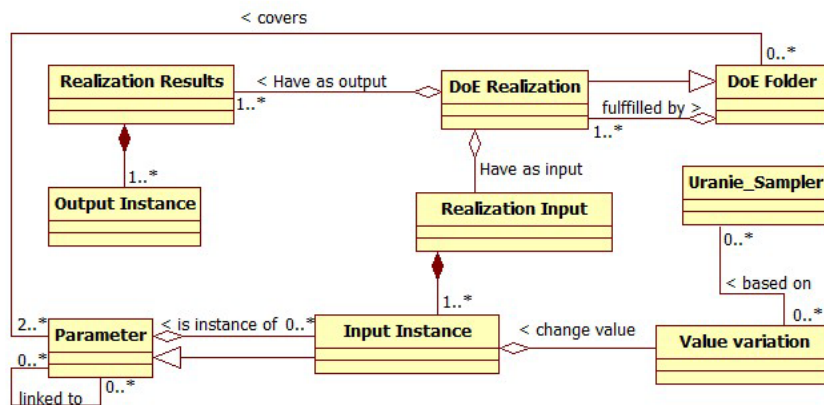 < covers
0..*
Realization Results
< Have as output
DoE Realization
DoE Folder
1..*
fulffilled by >
1..*
Have as input
1..*
Output Instance
Realization Input
Uranie_Sampler
0..*
< based on
1..*
0..*
2..*
Parameter
< is instance of 0..*
Input Instance
< change value
Value variation
0..*
0..*
linked to